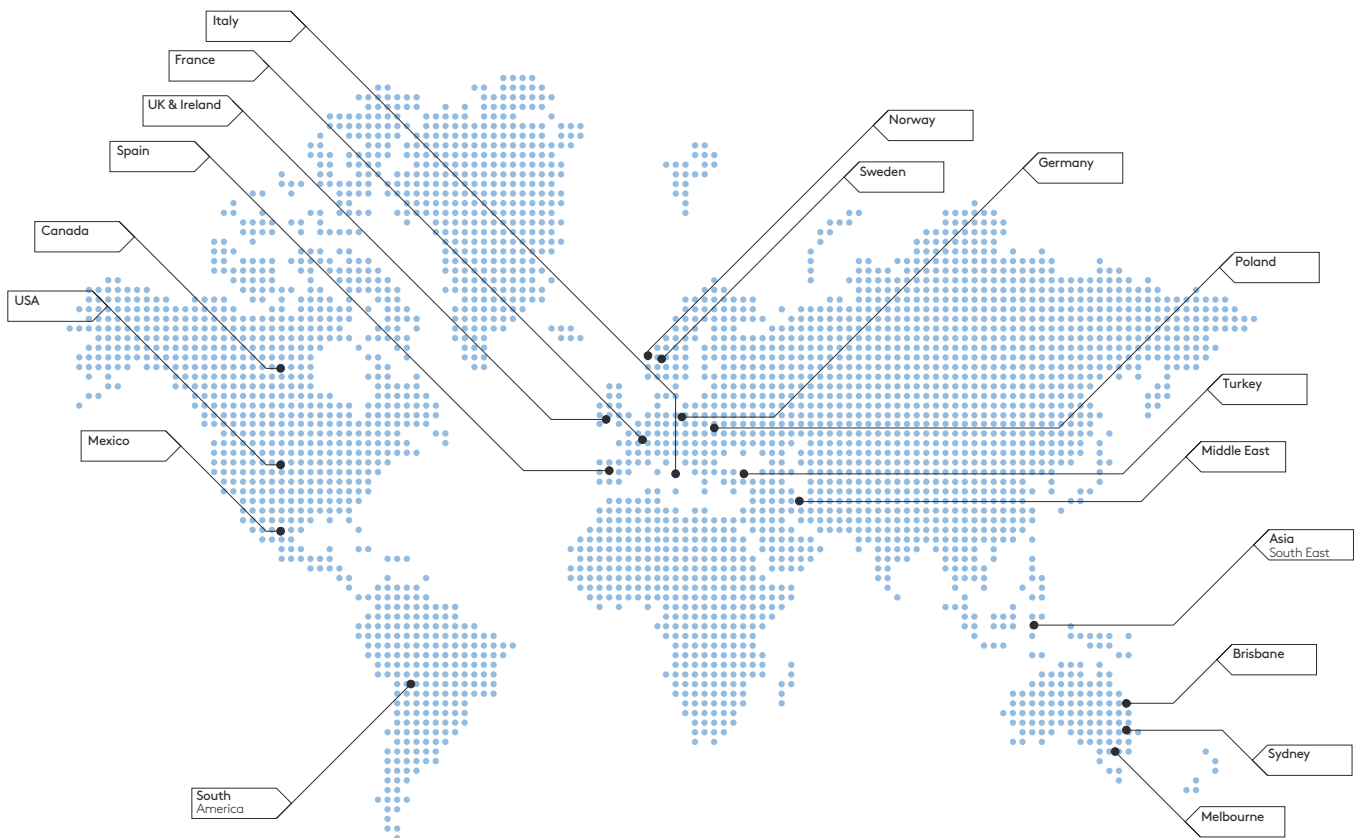 Italy
France
UK & Ireland
Spain
Canada
USA
Mexico
South
America
Norway
Sweden
Germany
Poland
Turkey
Middle East
Asia
South East
Brisbane
Sydney
Melbourne